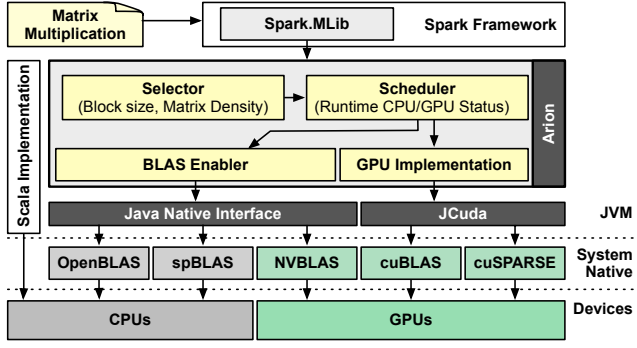 Matrix
Multiplication
Spark.MLib
Spark Framework
Scala Implementation
Selector
(Block size, Matrix Density)
Scheduler
(Runtime CPU/GPU Status)
Arion
BLAS Enabler
GPU Implementation
Java Native Interface
JCuda
JVM
OpenBLAS
spBLAS
NVBLAS
cuBLAS
cuSPARSE
System
Native
CPUs
GPUs
Devices